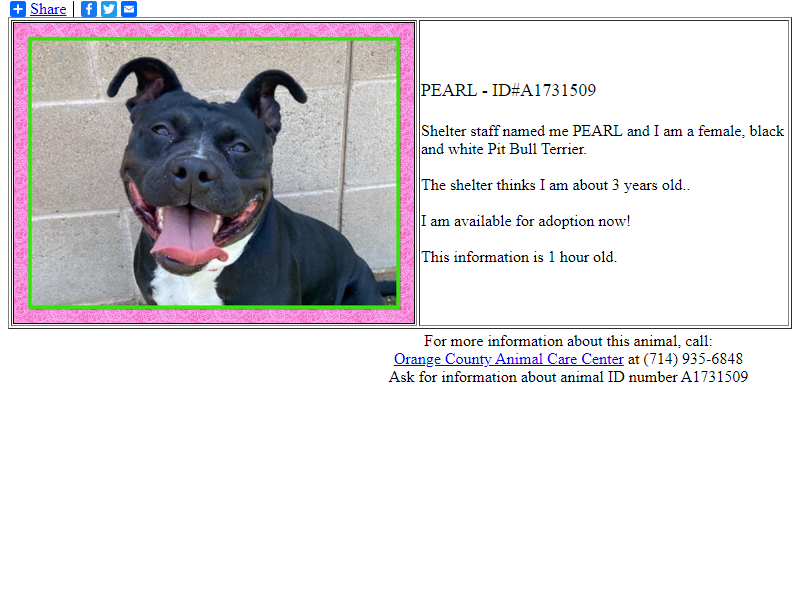 Share
PEARL - ID#A1731509
Shelter staff named me PEARL and I am a female, black
and white Pit Bull Terrier.
The shelter thinks I am about 3 years old..
I am available for adoption now!
This information is 1 hour old.
For more information about this animal, call:
Orange County Animal Care Center at (714) 935-6848
Ask for information about animal ID number A1731509